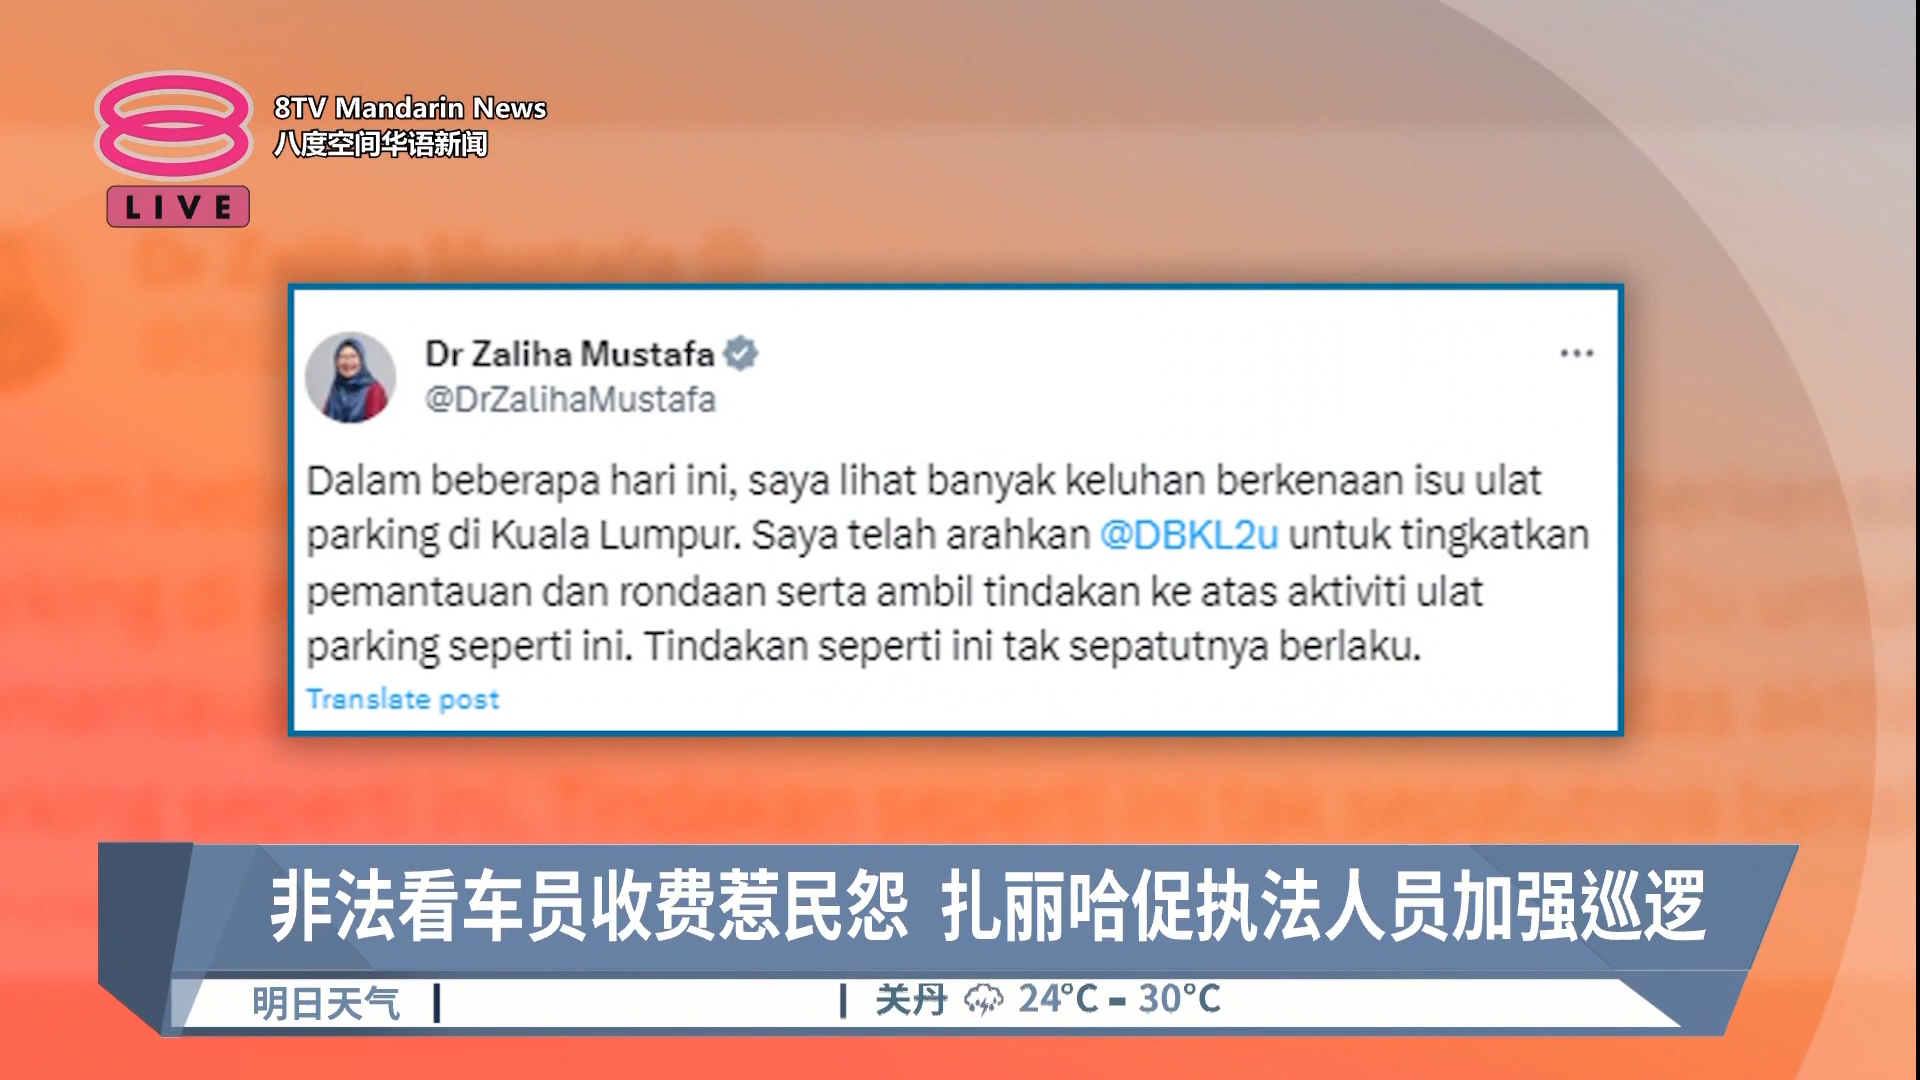 8TV Mandarin News
八度空间华语新闻
LIVE
Dr Zaliha Mustafa
@DrZalihaMustafa
Dalam beberapa hari ini, saya lihat banyak keluhan berkenaan isu ulat
parking di Kuala Lumpur. Saya telah arahkan @DBKL2u untuk tingkatkan
pemantauan dan rondaan serta ambil tindakan ke atas aktiviti ulat
parking seperti ini. Tindakan seperti ini tak sepatutnya berlaku.
Translate post
非法看车员收费惹民怨 扎丽哈促执法人员加强巡逻
明日天气 | | 关丹 24°C - 30°C